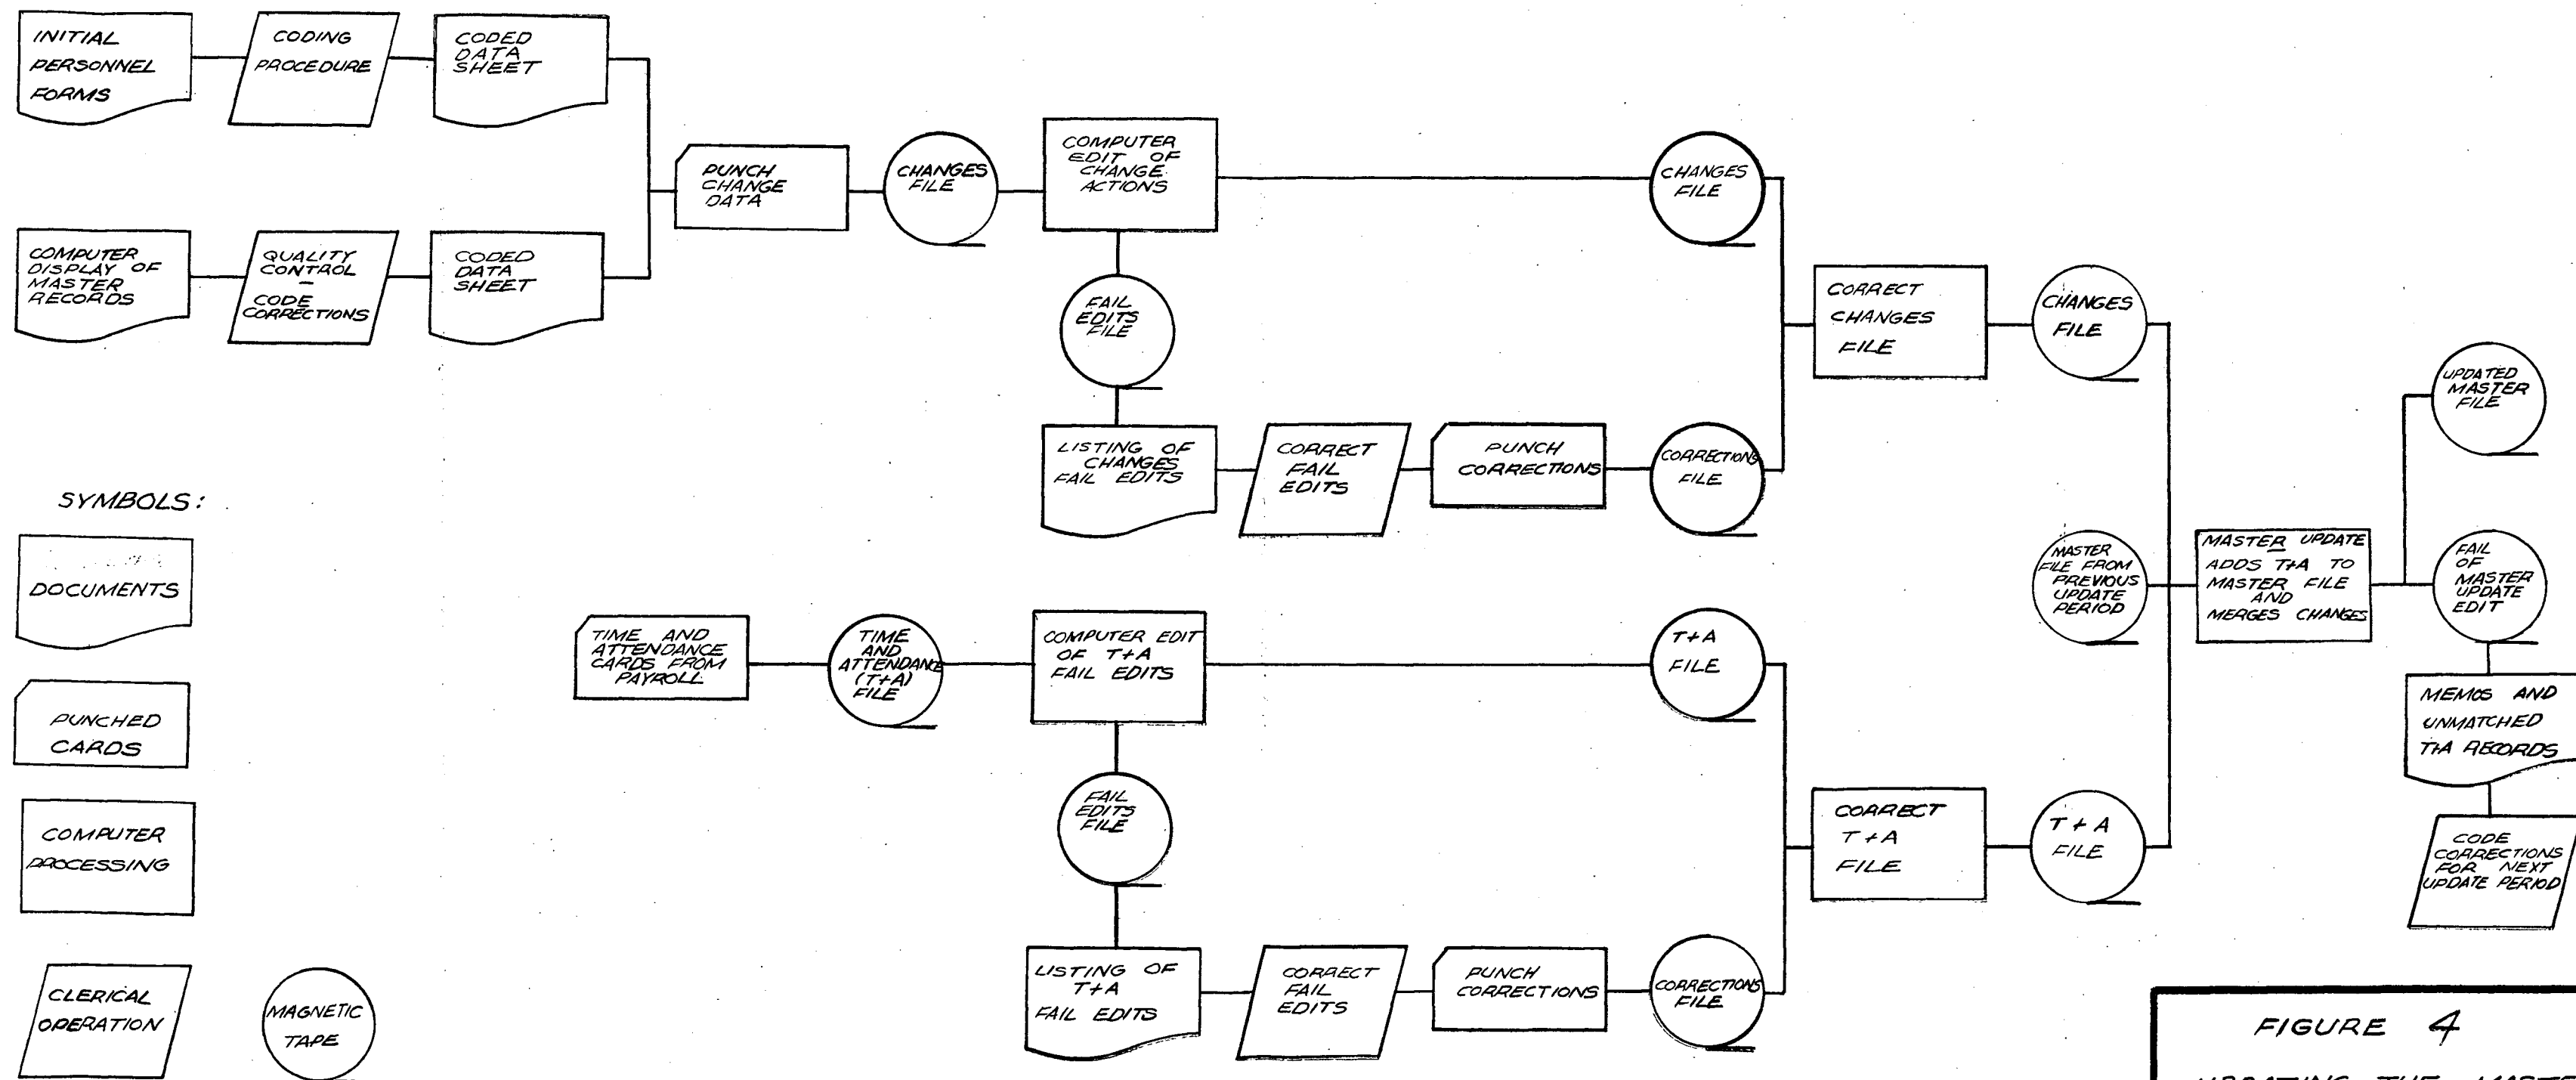 INITIAL
PERSONNEL
FORMS
CODING
PROCEDURE
CODED
DATA
SHEET
PUNCH
CHANGE
DATA
CHANGES
FILE
COMPUTER
EDIT OF
CHANGE
ACTIONS
CHANGES
FILE
COMPUTER
DISPLAY OF
MASTER
RECORDS
QUALITY
CONTROL
–
CODE
CORRECTIONS
CODED
DATA
SHEET
FAIL
EDITS
FILE
CORRECT
CHANGES
FILE
CHANGES
FILE
LISTING OF
CHANGES
FAIL EDITS
CORRECT
FAIL
EDITS
PUNCH
CORRECTIONS
CORRECTIONS
FILE
UPDATED
MASTER
FILE
MASTER
FILE FROM
PREVIOUS
UPDATE
PERIOD
MASTER UPDATE
ADDS T+A TO
MASTER FILE
AND
MERGES CHANGES
FAIL
OF
MASTER
UPDATE
EDIT
MEMOS AND
UNMATCHED
T+A RECORDS
CODE
CORRECTIONS
FOR NEXT
UPDATE PERIOD
TIME AND
ATTENDANCE
CARDS FROM
PAYROLL
TIME
AND
ATTENDANCE
(T+A)
FILE
COMPUTER EDIT
OF T+A
FAIL EDITS
T+A
FILE
FAIL
EDITS
FILE
CORRECT
T+A
FILE
T+A
FILE
LISTING OF
T+A
FAIL EDITS
CORRECT
FAIL
EDITS
PUNCH
CORRECTIONS
CORRECTIONS
FILE
SYMBOLS:
DOCUMENTS
PUNCHED
CARDS
COMPUTER
PROCESSING
CLERICAL
OPERATION
MAGNETIC
TAPE
FIGURE 4
UPDATING THE